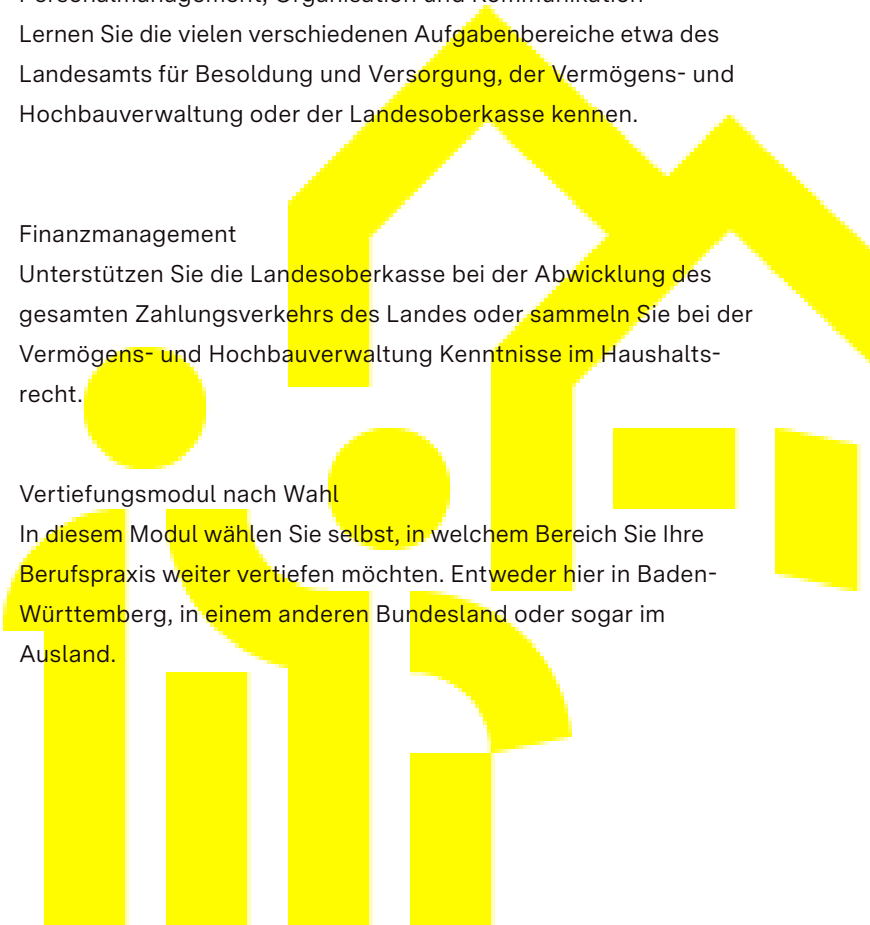 Personalmanagement, Organisation und Kommunikation
Lernen Sie die vielen verschiedenen Aufgabenbereiche etwa des
Landesamts für Besoldung und Versorgung, der Vermögens- und
Hochbauverwaltung oder der Landesoberkasse kennen.
Finanzmanagement
Unterstützen Sie die Landesoberkasse bei der Abwicklung des
gesamten Zahlungsverkehrs des Landes oder sammeln Sie bei der
Vermögens- und Hochbauverwaltung Kenntnisse im Haushalts-
recht.
Vertiefungsmodul nach Wahl
In diesem Modul wählen Sie selbst, in welchem Bereich Sie Ihre
Berufspraxis weiter vertiefen möchten. Entweder hier in Baden-
Württemberg, in einem anderen Bundesland oder sogar im
Ausland.